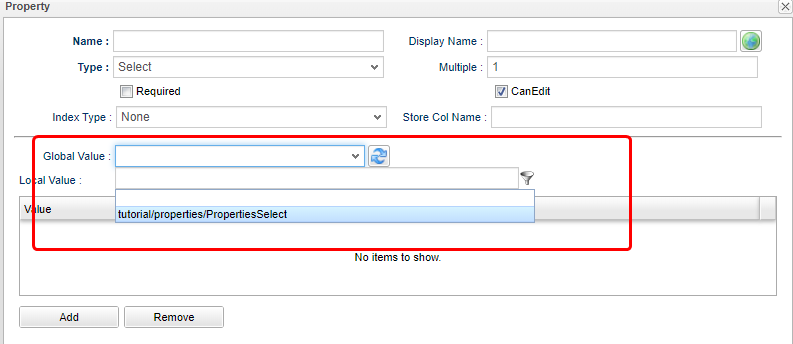 Property
Name :
Display Name :
Type : Select
Multiple : 1
Required
CanEdit
Index Type : None
Store Col Name :
Global Value :
Local Value :
tutorial/properties/PropertiesSelect
Value
No items to show.
Add Remove